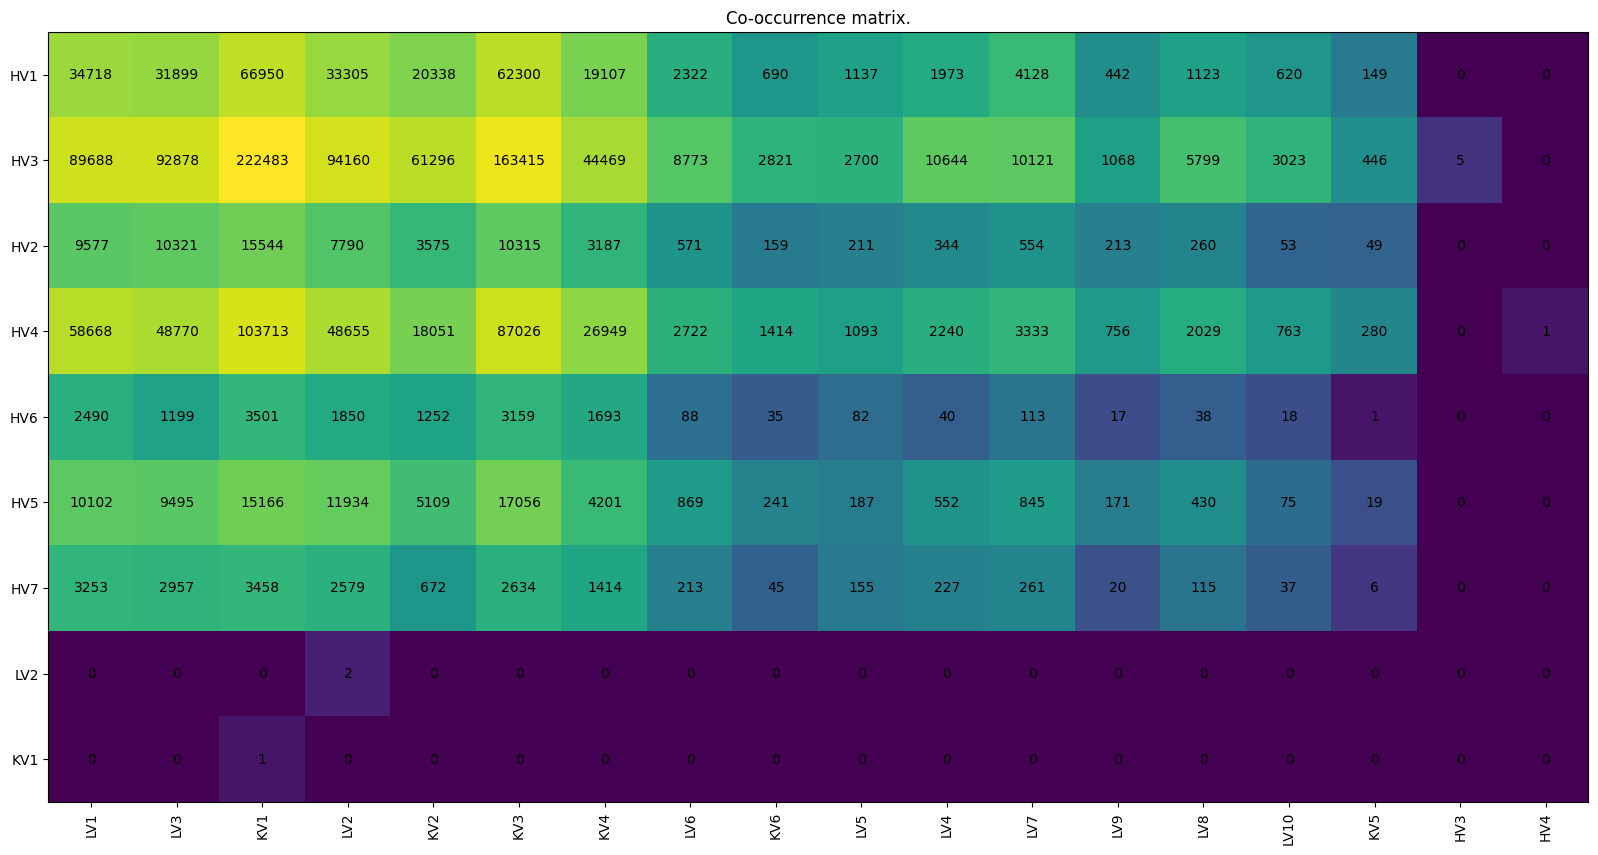 Co-occurrence matrix.
HV1 34718 31899 66950 33305 20338 62300 19107 2322 690 1137 1973 4128 442 1123 620 149 0 0
HV3 89688 92878 222483 94160 61296 163415 44469 8773 2821 2700 10644 10121 1068 5799 3023 446 5 0
HV2 9577 10321 15544 7790 3575 10315 3187 571 159 211 344 554 213 260 53 49 0 0
HV4 58668 48770 103713 48655 18051 87026 26949 2722 1414 1093 2240 3333 756 2029 763 280 0 1
HV6 2490 1199 3501 1850 1252 3159 1693 88 35 82 40 113 17 38 18 1 0 0
HV5 10102 9495 15166 11934 5109 17056 4201 869 241 187 552 845 171 430 75 19 0 0
HV7 3253 2957 3458 2579 672 2634 1414 213 45 155 227 261 20 115 37 6 0 0
LV2 0 0 0 2 0 0 0 0 0 0 0 0 0 0 0 0 0 0
KV1 0 0 1 0 0 0 0 0 0 0 0 0 0 0 0 0 0 0
LV1 LV3 KV1 LV2 KV2 KV3 KV4 LV6 KV6 LV5 LV4 LV7 LV9 LV8 LV10 KV5 HV3 HV4